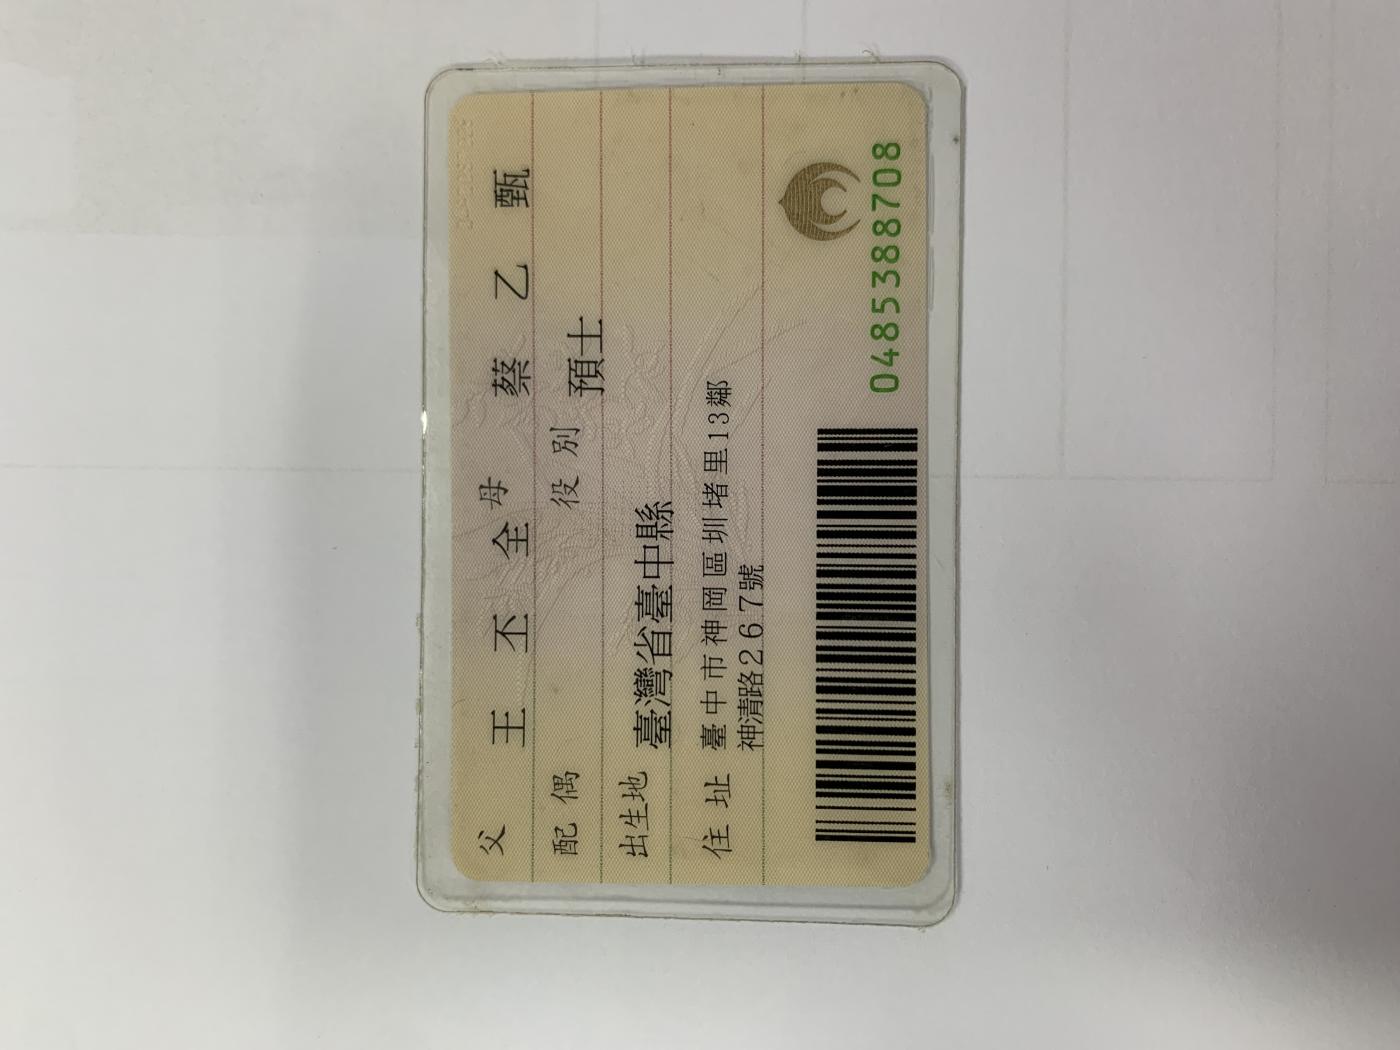 父 王丕全 母 蔡乙甄
配偶 役別 預士
出生地 臺灣省臺中縣
住址 臺中市神岡區圳堵里13鄰
神清路267號
0485388708